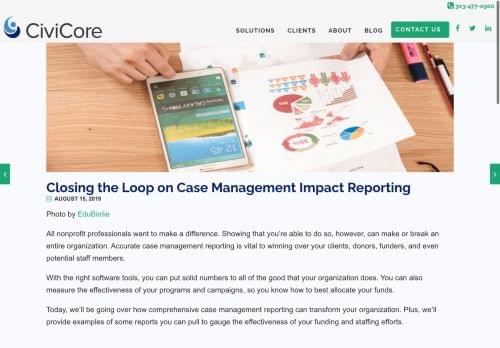 303-477-0900
CiviCore
SOLUTIONS CLIENTS ABOUT BLOG CONTACT US
Closing the Loop on Case Management Impact Reporting
AUGUST 15, 2019
Photo by EduBirdie
All nonprofit professionals want to make a difference. Showing that you're able to do so, however, can make or break an
entire organization. Accurate case management reporting is vital to winning over your clients, donors, funders, and even
potential staff members.
With the right software tools, you can put solid numbers to all of the good that your organization does. You can also
measure the effectiveness of your programs and campaigns, so you know how to best allocate your funds.
Today, we'll be going over how comprehensive case management reporting can transform your organization. Plus, we'll
provide examples of some reports you can pull to gauge the effectiveness of your funding and staffing efforts.